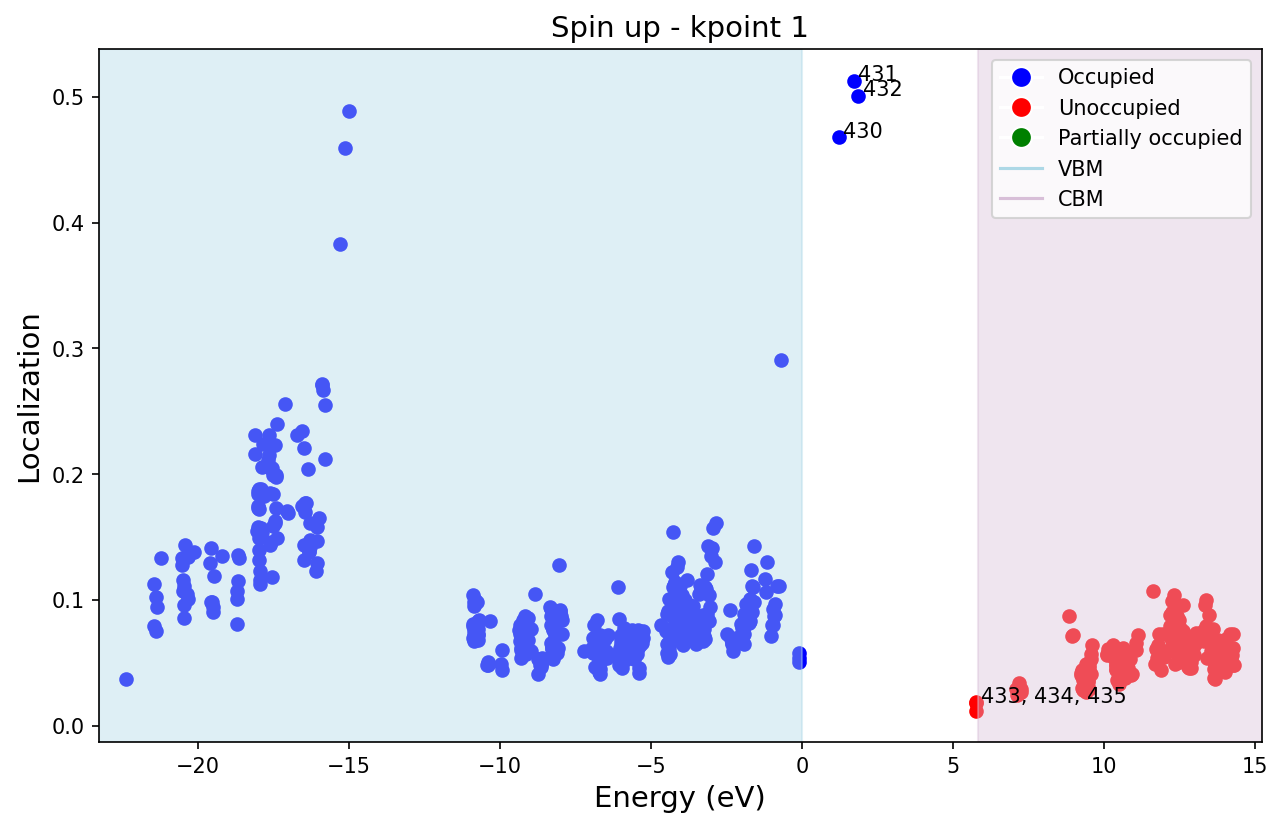 Spin up - kpoint 1
Localization
0.5
0.4
0.3
0.2
0.1
0.0
431
432
430
433, 434, 435
Occupied
Unoccupied
Partially occupied
VBM
CBM
−20
−15
−10
−5
0
5
10
15
Energy (eV)